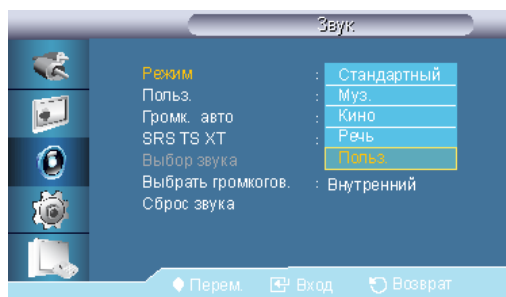 Звук
Режим : Стандартный
Польз. : Муз.
Громк. авто : Кино
SRS TS XT : Речь
Выбор звука Польз.
Выбрать громкогов. : Внутренний
Сброс звука
Перем. Вход Возврат